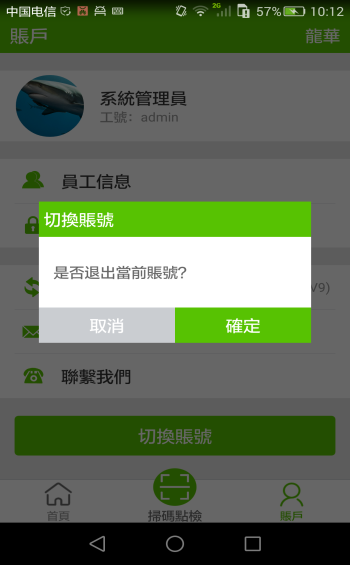 中国电信 2G 57% 10:12
賬戶 龍華
系統管理員
工號: admin
員工信息
切換賬號
是否退出當前賬號?
V9)
取消 確定
聯繫我們
切換賬號
首頁 掃碼點檢 賬戶